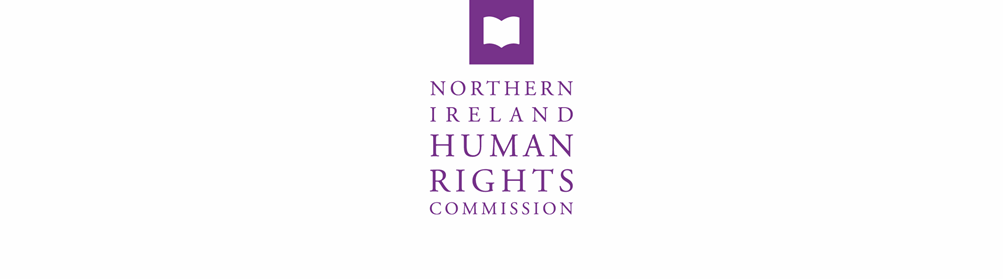 NORTHERN
IRELAND
HUMAN
RIGHTS
COMMISSION